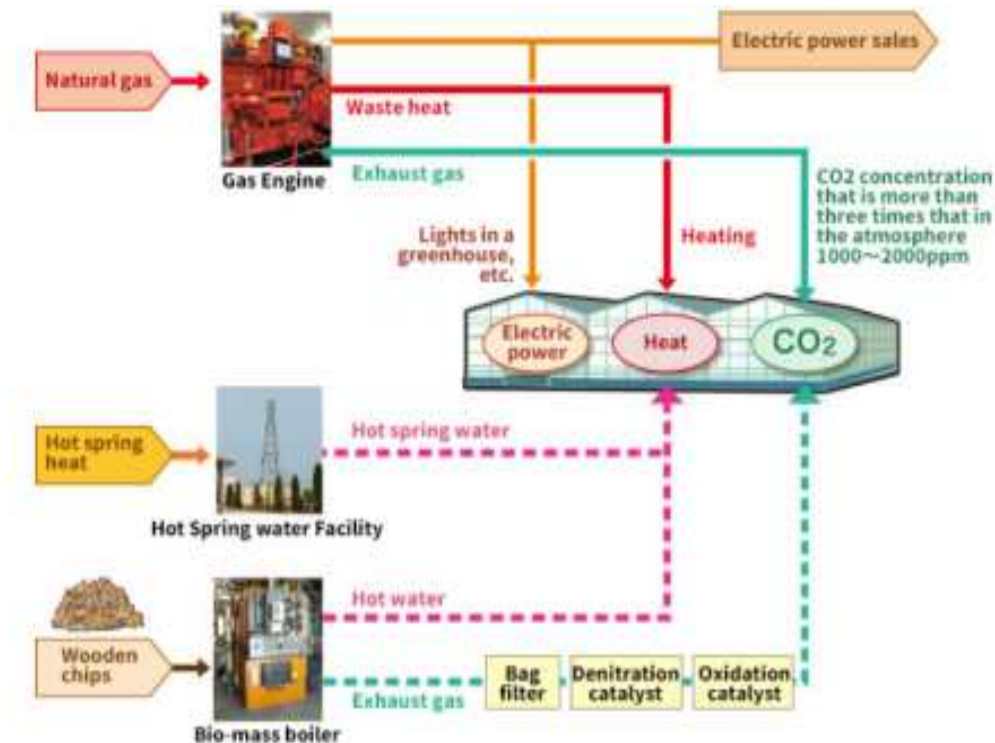 Electric power sales
Natural gas
Waste heat
Exhaust gas
Gas Engine
CO2 concentration
that is more than
three times that in
the atmosphere
1000～2000ppm
Lights in a
greenhouse,
etc.
Heating
Electric
power
Heat
CO₂
Hot spring
heat
Hot spring water
Hot Spring water Facility
Hot water
Wooden
chips
Exhaust gas
Bag
filter
Denitration
catalyst
Oxidation
catalyst
Bio-mass boiler